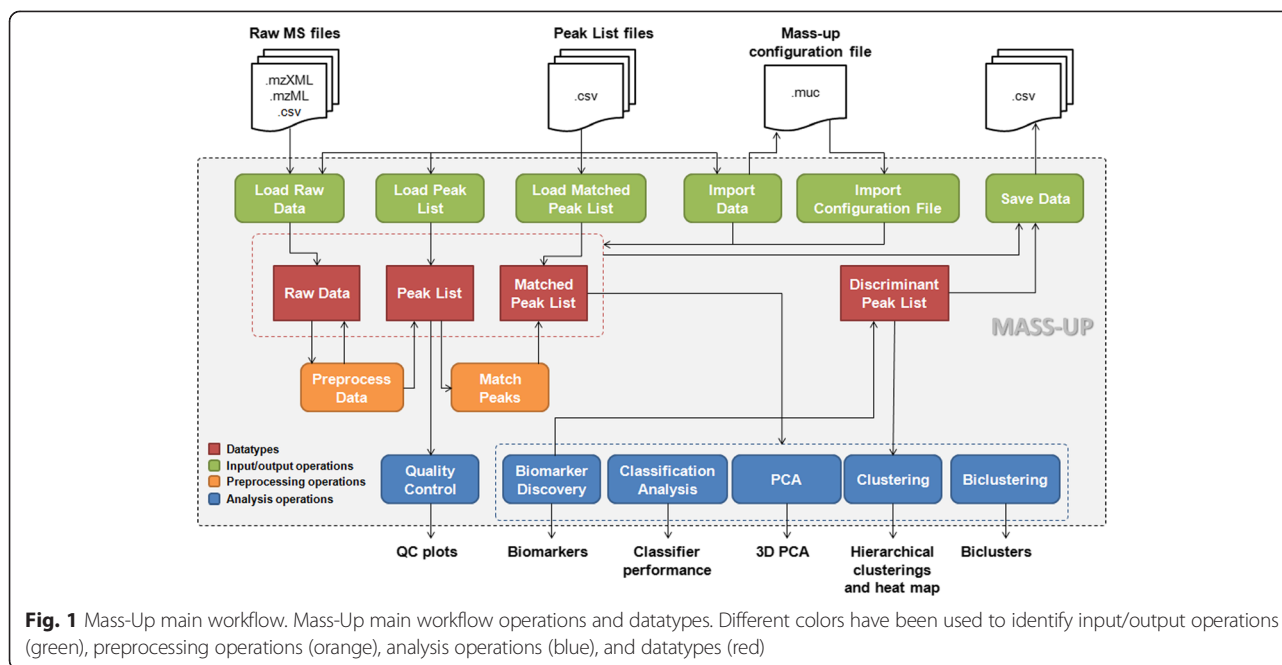 Raw MS files
Peak List files
Mass-up
configuration file
.mzXML
.mzML
.csv
.csv
.muc
.csv
Load Raw
Data
Load Peak
List
Load Matched
Peak List
Import
Data
Import
Configuration File
Save Data
Raw Data
Peak List
Matched
Peak List
Discriminant
Peak List
MASS-UP
Preprocess
Data
Match
Peaks
Datatypes
Input/output operations
Preprocessing operations
Analysis operations
Quality
Control
Biomarker
Discovery
Classification
Analysis
PCA
Clustering
Biclustering
QC plots
Biomarkers
Classifier
performance
3D PCA
Hierarchical
clusterings
and heat map
Biclusters
Fig. 1 Mass-Up main workflow. Mass-Up main workflow operations and datatypes. Different colors have been used to identify input/output operations
(green), preprocessing operations (orange), analysis operations (blue), and datatypes (red)